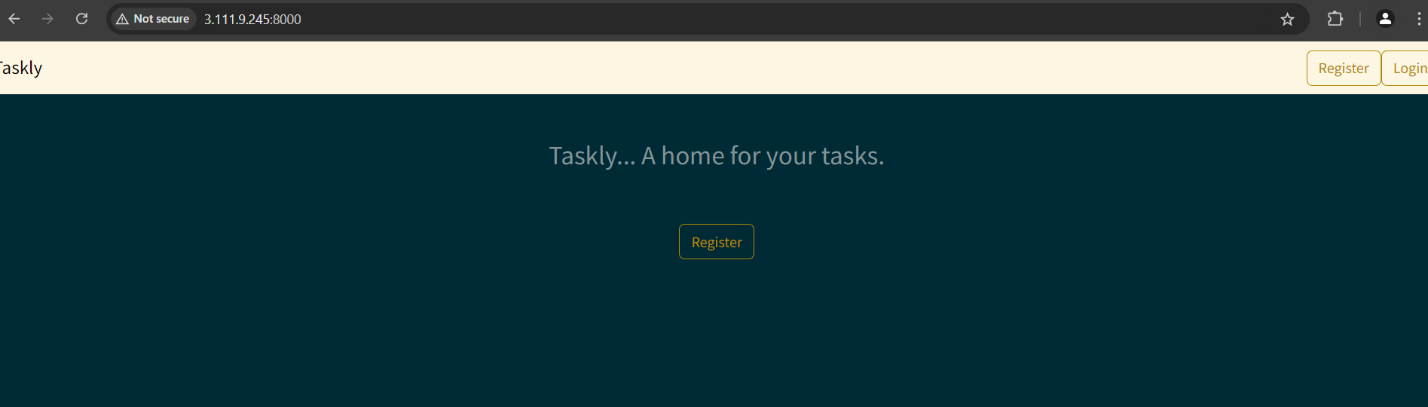 Not secure 3.111.9.245:8000
Taskly Register Login
Taskly... A home for your tasks.
Register